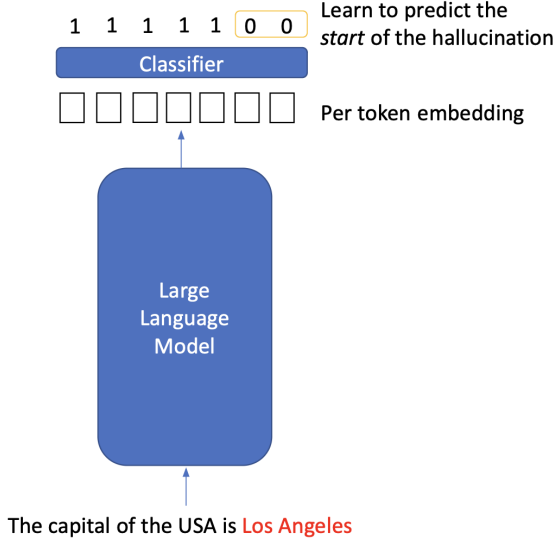 1 1 1 1 1 0 0
Learn to predict the
start of the hallucination
Classifier
Per token embedding
Large
Language
Model
The capital of the USA is Los Angeles